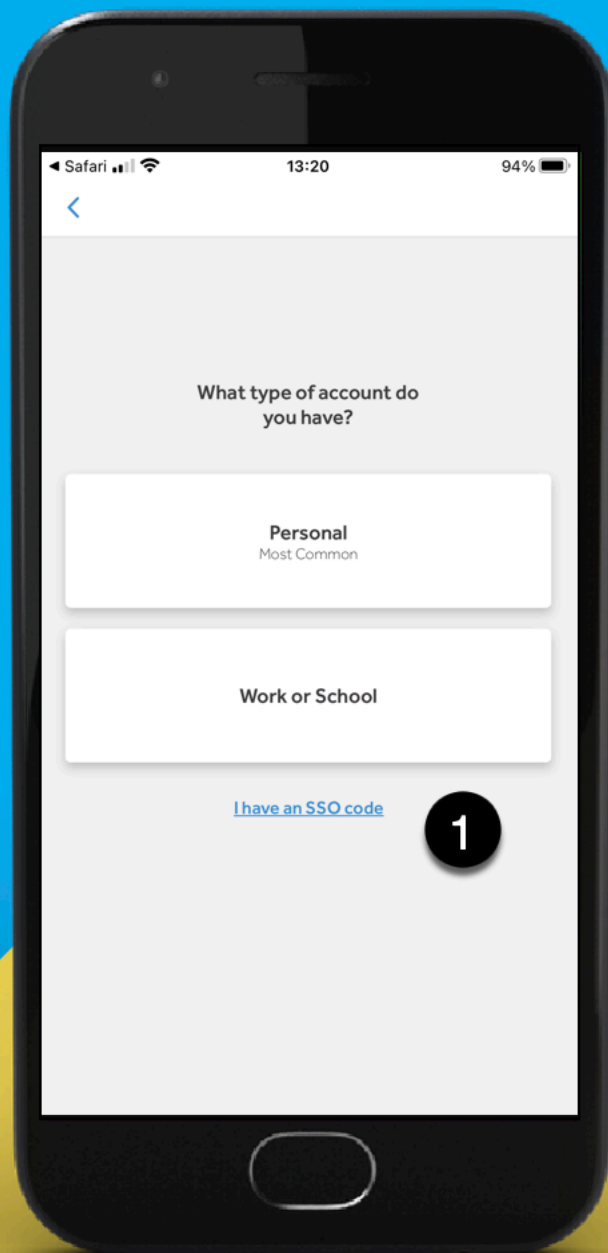 Safari 13:20 94%
What type of account do
you have?
Personal
Most Common
Work or School
I have an SSO code
1